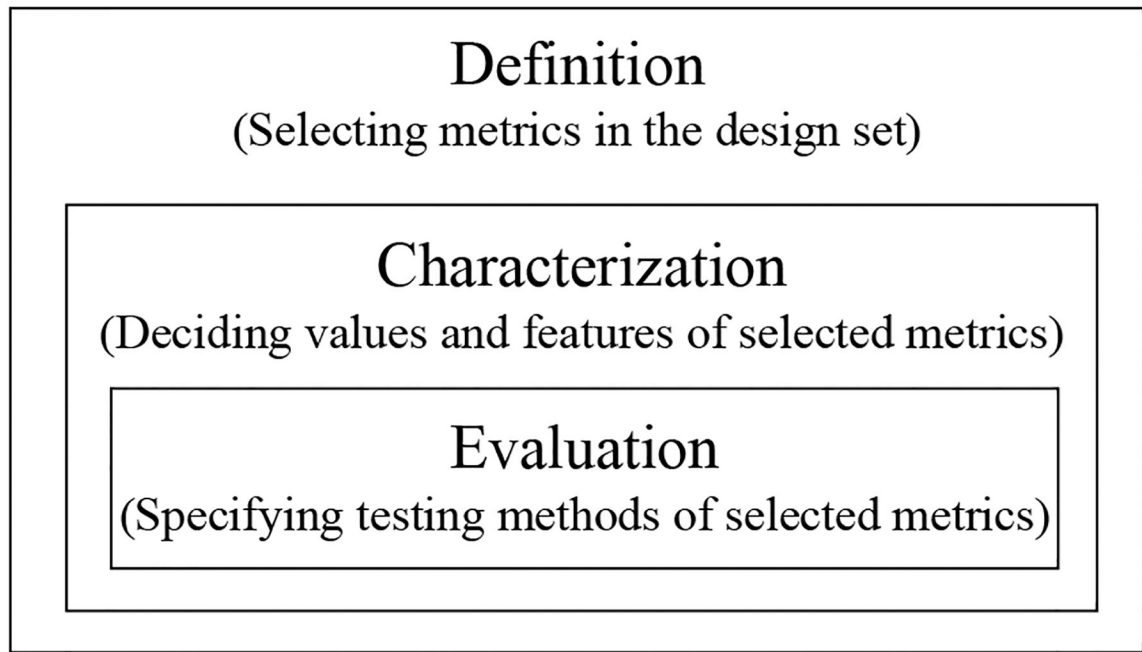 Definition
(Selecting metrics in the design set)
Characterization
(Deciding values and features of selected metrics)
Evaluation
(Specifying testing methods of selected metrics)